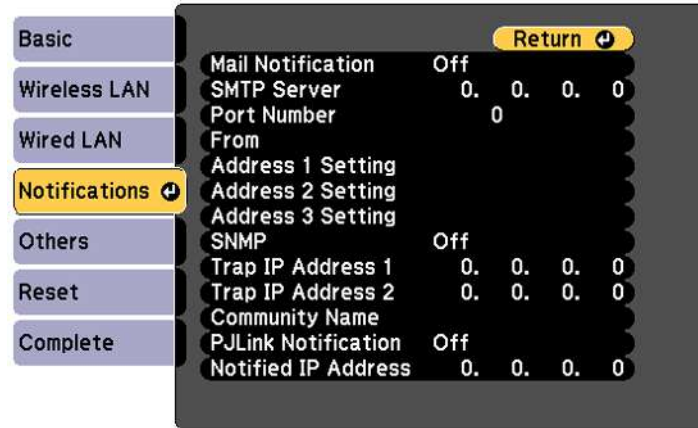 Basic
Wireless LAN
Wired LAN
Notifications
Others
Reset
Complete
Return
Mail Notification Off
SMTP Server 0. 0. 0. 0
Port Number 0
From
Address 1 Setting
Address 2 Setting
Address 3 Setting
SNMP Off
Trap IP Address 1 0. 0. 0. 0
Trap IP Address 2 0. 0. 0. 0
Community Name
PJLink Notification Off
Notified IP Address 0. 0. 0. 0